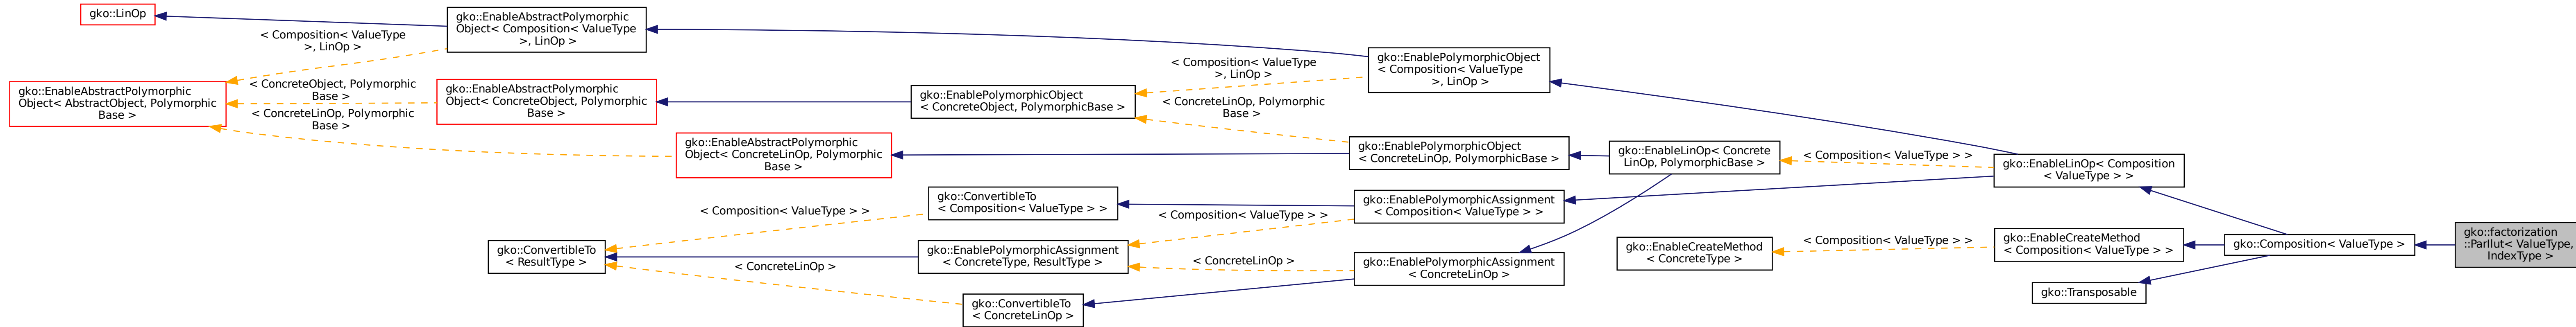 gko::LinOp
gko::EnableAbstractPolymorphic
Object< Composition< ValueType
>, LinOp >
< Composition< ValueType
>, LinOp >
gko::EnablePolymorphicObject
< Composition< ValueType
>, LinOp >
< Composition< ValueType
>, LinOp >
gko::EnableAbstractPolymorphic
Object< AbstractObject, Polymorphic
Base >
< ConcreteObject, Polymorphic
Base >
gko::EnableAbstractPolymorphic
Object< ConcreteObject, Polymorphic
Base >
gko::EnablePolymorphicObject
< ConcreteObject, PolymorphicBase >
< ConcreteLinOp, Polymorphic
Base >
< ConcreteLinOp, Polymorphic
Base >
gko::EnableAbstractPolymorphic
Object< ConcreteLinOp, Polymorphic
Base >
gko::EnablePolymorphicObject
< ConcreteLinOp, PolymorphicBase >
gko::EnableLinOp< Concrete
LinOp, PolymorphicBase >
< Composition< ValueType > >
gko::EnableLinOp< Composition
< ValueType > >
gko::ConvertibleTo
< Composition< ValueType > >
gko::EnablePolymorphicAssignment
< Composition< ValueType > >
< Composition< ValueType > >
< Composition< ValueType > >
gko::ConvertibleTo
< ResultType >
gko::EnablePolymorphicAssignment
< ConcreteType, ResultType >
< ConcreteLinOp >
< ConcreteLinOp >
gko::EnablePolymorphicAssignment
< ConcreteLinOp >
gko::ConvertibleTo
< ConcreteLinOp >
gko::EnableCreateMethod
< ConcreteType >
< Composition< ValueType > >
gko::EnableCreateMethod
< Composition< ValueType > >
gko::Transposable
gko::Composition< ValueType >
gko::factorization
::ParIlut< ValueType,
IndexType >